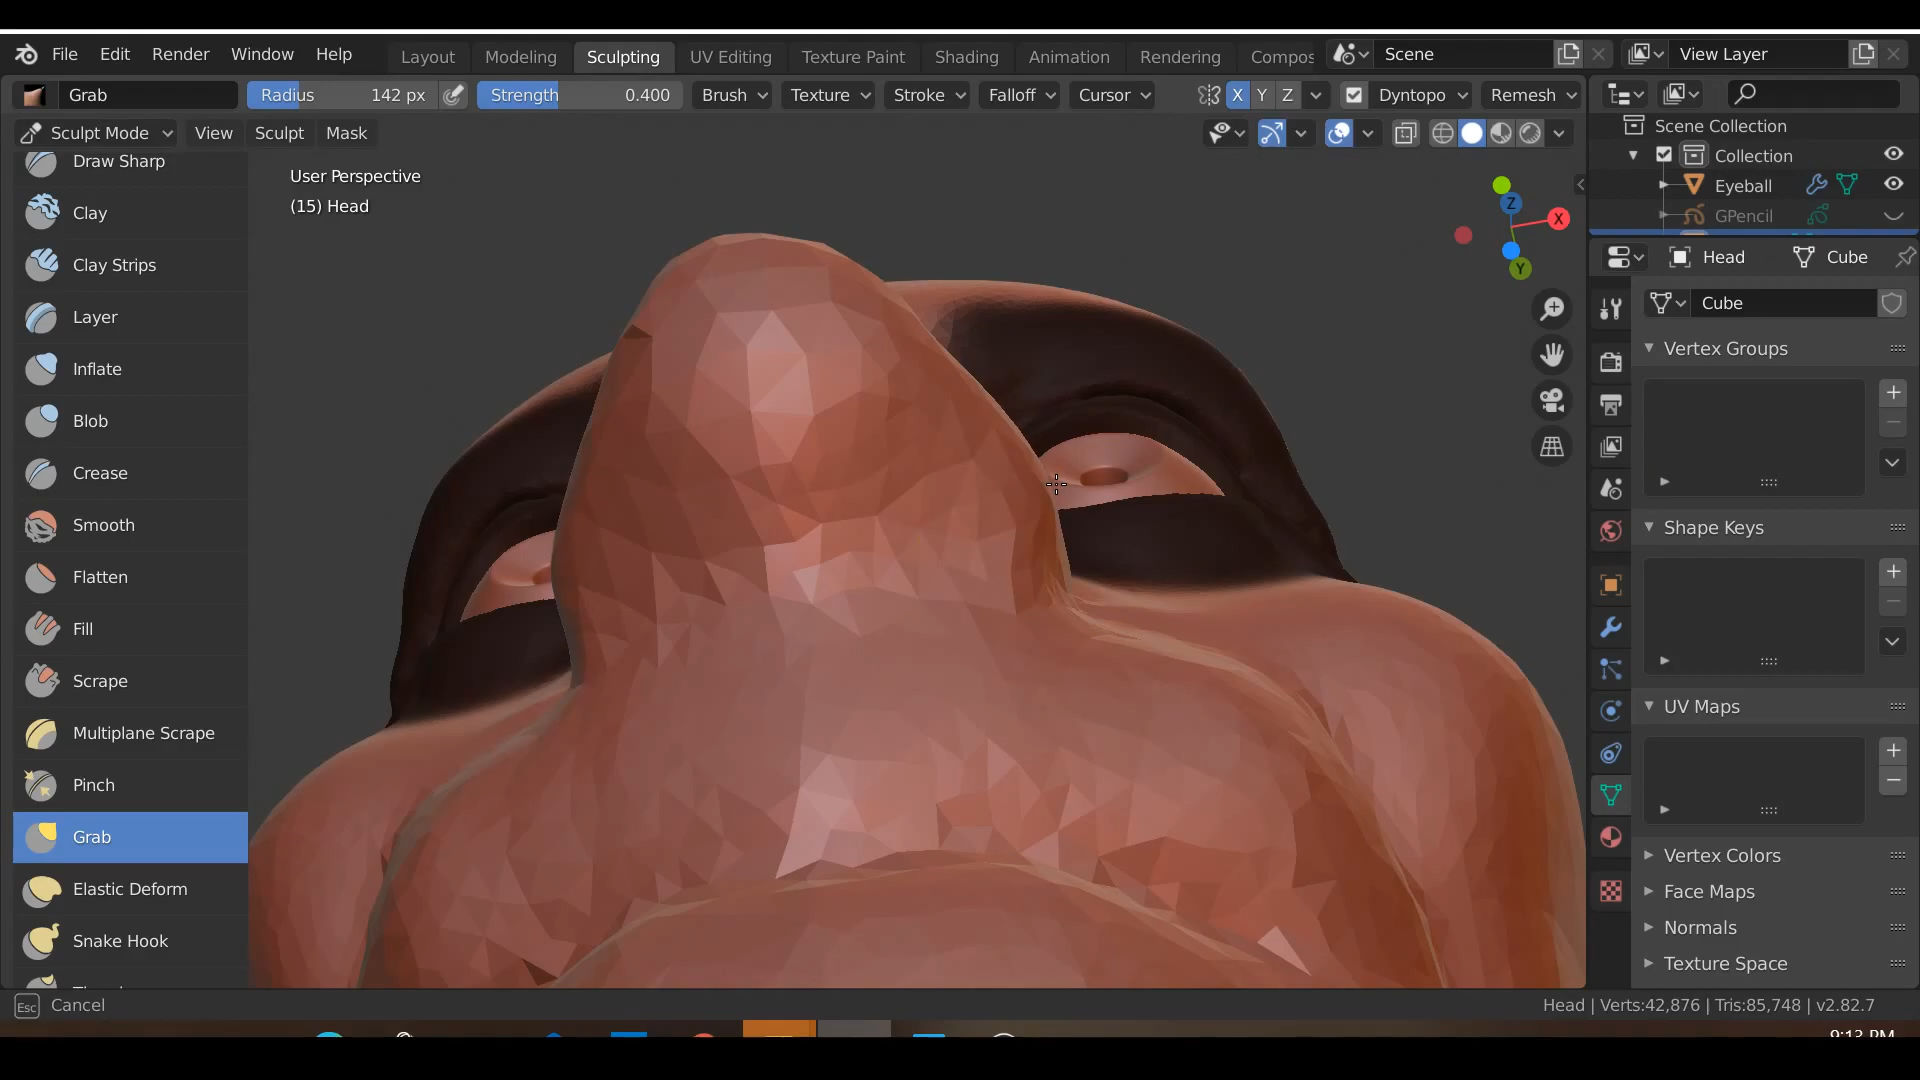 File Edit Render Window Help Layout Modeling Sculpting UV Editing Texture Paint Shading Animation Rendering Compos Scene View Layer
Grab Radius 142 px Strength 0.400 Brush Texture Stroke Falloff Cursor X Y Z Dyntopo Remesh
Sculpt Mode View Sculpt Mask
Scene Collection
Collection
Eyeball
GPencil
Draw Sharp
Clay
Clay Strips
Layer
Inflate
Blob
Crease
Smooth
Flatten
Fill
Scrape
Multiplane Scrape
Pinch
Grab
Elastic Deform
Snake Hook
User Perspective
(15) Head
Z
X
Y
Head Cube
Cube
Vertex Groups
Shape Keys
UV Maps
Vertex Colors
Face Maps
Normals
Texture Space
Esc Cancel
Head | Verts:42,876 | Tris:85,748 | v2.82.7
9:13 PM